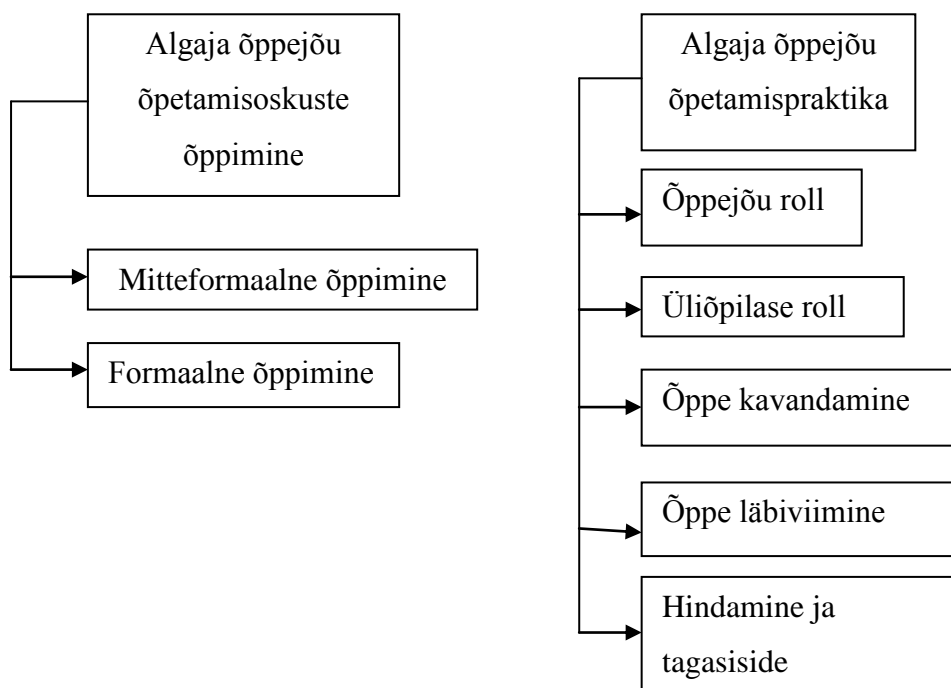 Algaja õppejõu
õpetamisoskuste
õppimine
Mitteformaalne õppimine
Formaalne õppimine
Algaja õppejõu
õpetamispraktika
Õppejõu roll
Üliõpilase roll
Õppe kavandamine
Õppe läbiviimine
Hindamine ja
tagasiside